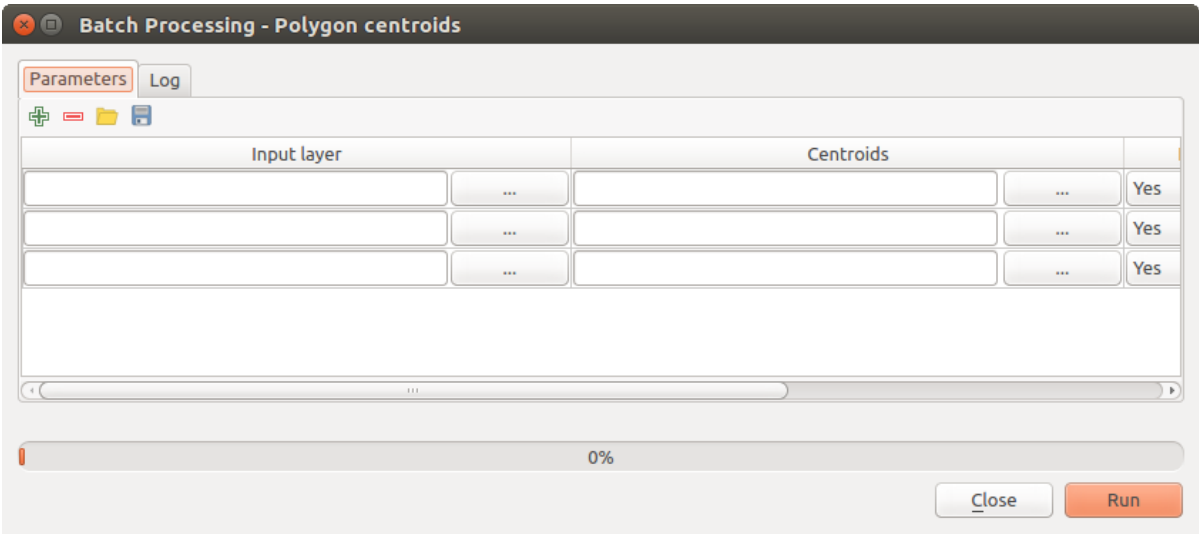 Batch Processing - Polygon centroids
Parameters Log
Input layer Centroids
... ... Yes
... ... Yes
... ... Yes
0%
Close Run